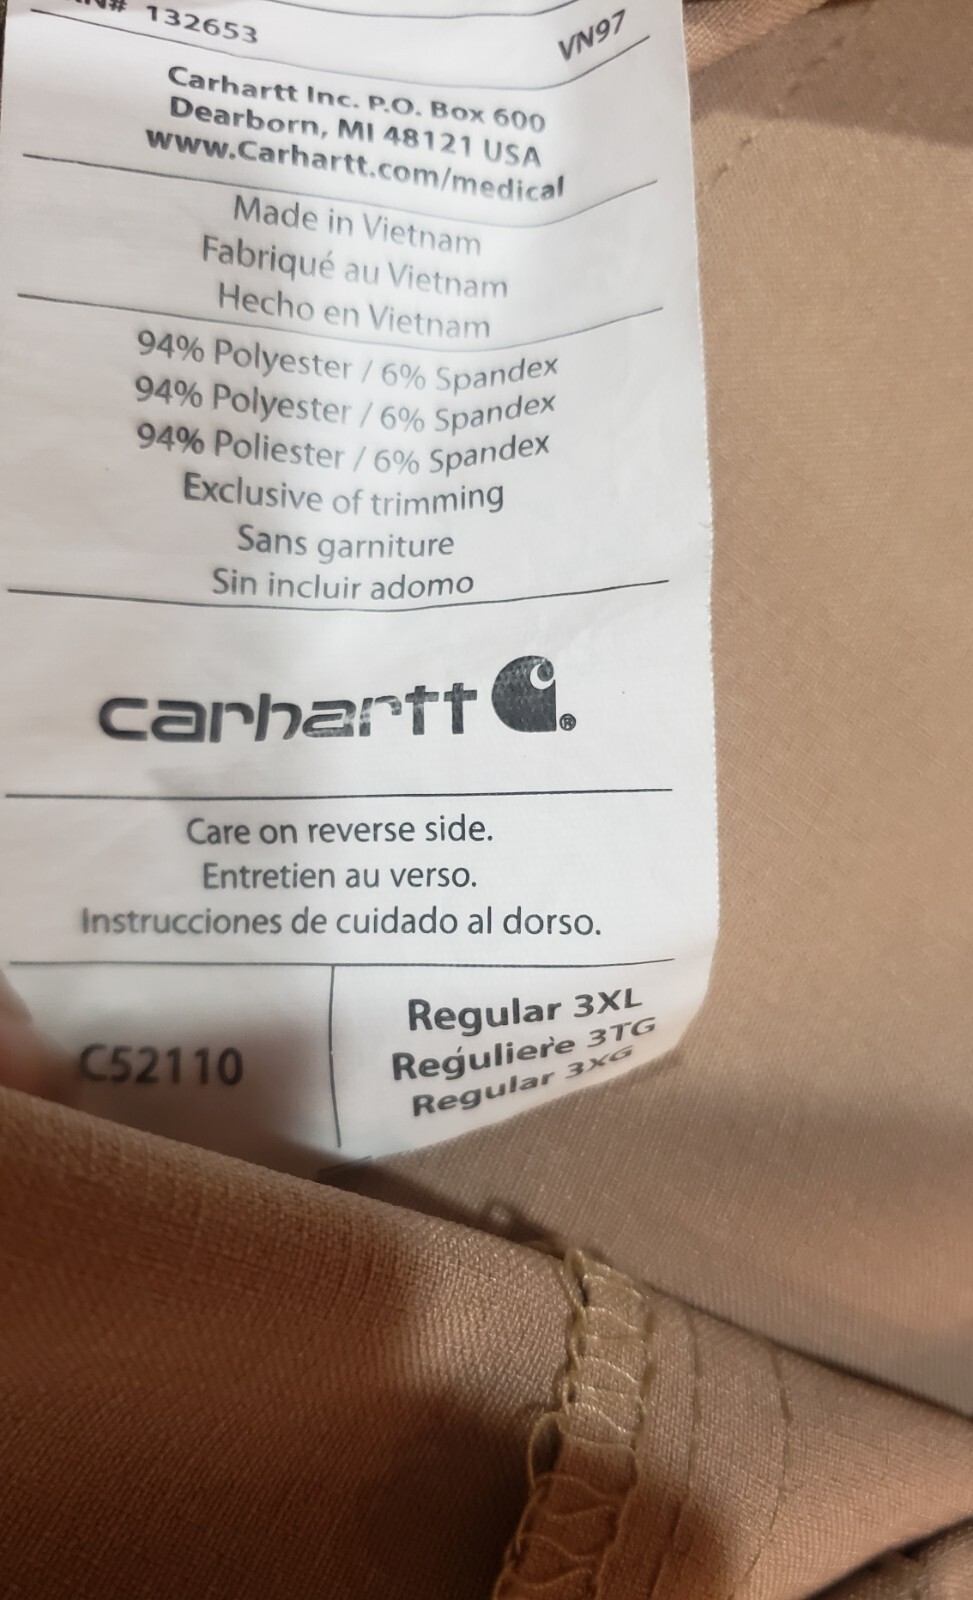 132653
VN97
Carhartt Inc. P.O. Box 600
Dearborn, MI 48121 USA
www.Carhartt.com/medical
Made in Vietnam
Fabriqué au Vietnam
Hecho en Vietnam
94% Polyester / 6% Spandex
94% Polyester / 6% Spandex
94% Poliester / 6% Spandex
Exclusive of trimming
Sans garniture
Sin incluir adorno
carhartt ®
Care on reverse side.
Entretien au verso.
Instrucciones de cuidado al dorso.
C52110
Regular 3XL
Reguliere 3TG
Regular 3XG